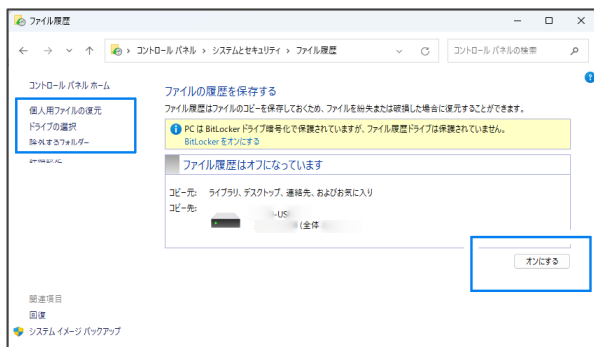 ファイル履歴
コントロール パネル › システムとセキュリティ › ファイル履歴
コントロール パネルの検索
コントロール パネル ホーム
個人用ファイルの復元
ドライブの選択
除外するフォルダー
詳細設定
ファイルの履歴を保存する
ファイル履歴はファイルのコピーを保存しておくため、ファイルを紛失または破損した場合に復元することができます。
PC は BitLocker ドライブ暗号化で保護されていますが、ファイル履歴ドライブは保護されていません。
BitLocker をオンにする
ファイル履歴はオフになっています
コピー元: ライブラリ、デスクトップ、連絡先、およびお気に入り
コピー先:
-US
(全体
オンにする
関連項目
回復
システム イメージ バックアップ